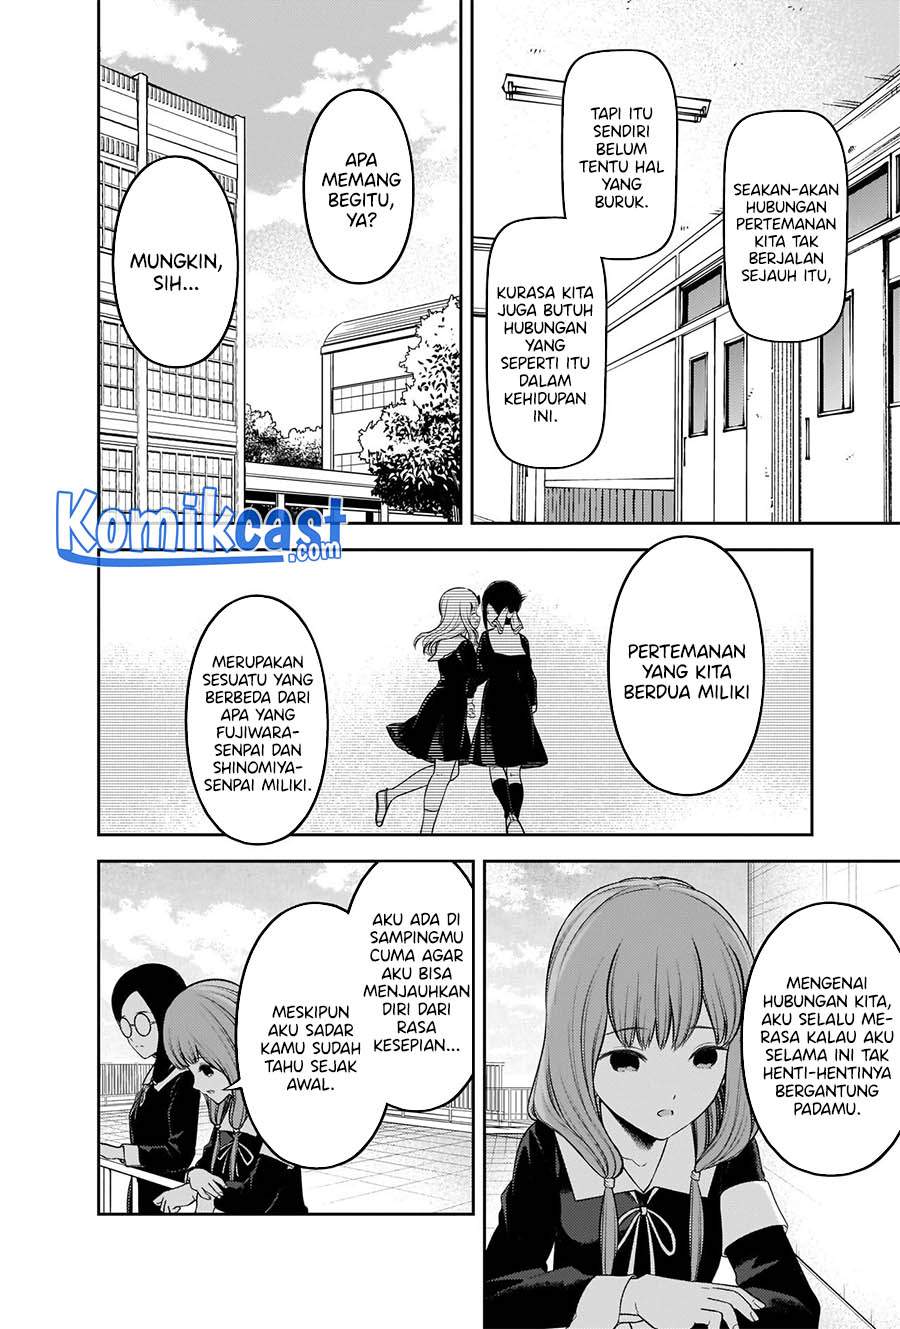 SEAKAN-AKAN
HUBUNGAN
PERTEMANAN
KITA TAK
BERJALAN
SEJAUH ITU,
TAPI ITU
SENDIRI
BELUM
TENTU HAL
YANG
BURUK.
KURASA KITA
JUGA BUTUH
HUBUNGAN
YANG
SEPERTI ITU
DALAM
KEHIDUPAN
INI.
APA
MEMANG
BEGITU,
YA?
MUNGKIN,
SIH...
Komikcast
.com
PERTEMANAN
YANG KITA
BERDUA MILIKI
MERUPAKAN
SESUATU YANG
BERBEDA DARI
APA YANG
FUJIWARA-
SENPAI DAN
SHINOMIYA-
SENPAI MILIKI.
MENGENAI
HUBUNGAN KITA,
AKU SELALU ME-
RASA KALAU AKU
SELAMA INI TAK
HENTI-HENTINYA
BERGANTUNG
PADAMU.
AKU ADA DI
SAMPINGMU
CUMA AGAR
AKU BISA
MENJAUHKAN
DIRI DARI
RASA
KESEPIAN...
MESKIPUN
AKU SADAR
KAMU SUDAH
TAHU SEJAK
AWAL.